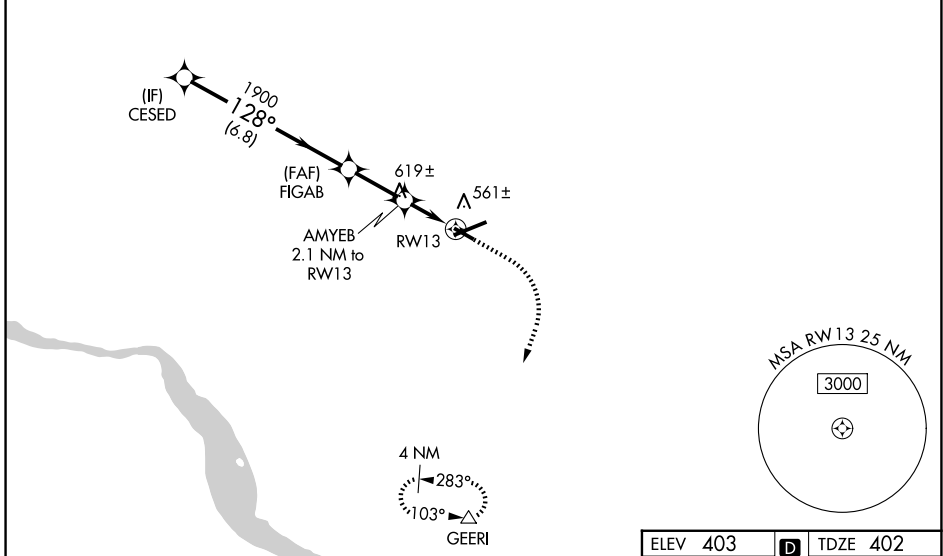 (IF)
CESED
1900
128°
(6.8)
(FAF)
FIGAB
619±
561±
AMYEB
2.1 NM to
RW13
RW13
MSA RW13 25 NM
3000
4 NM
283°
103°
GEERI
ELEV 403 D TDZE 402